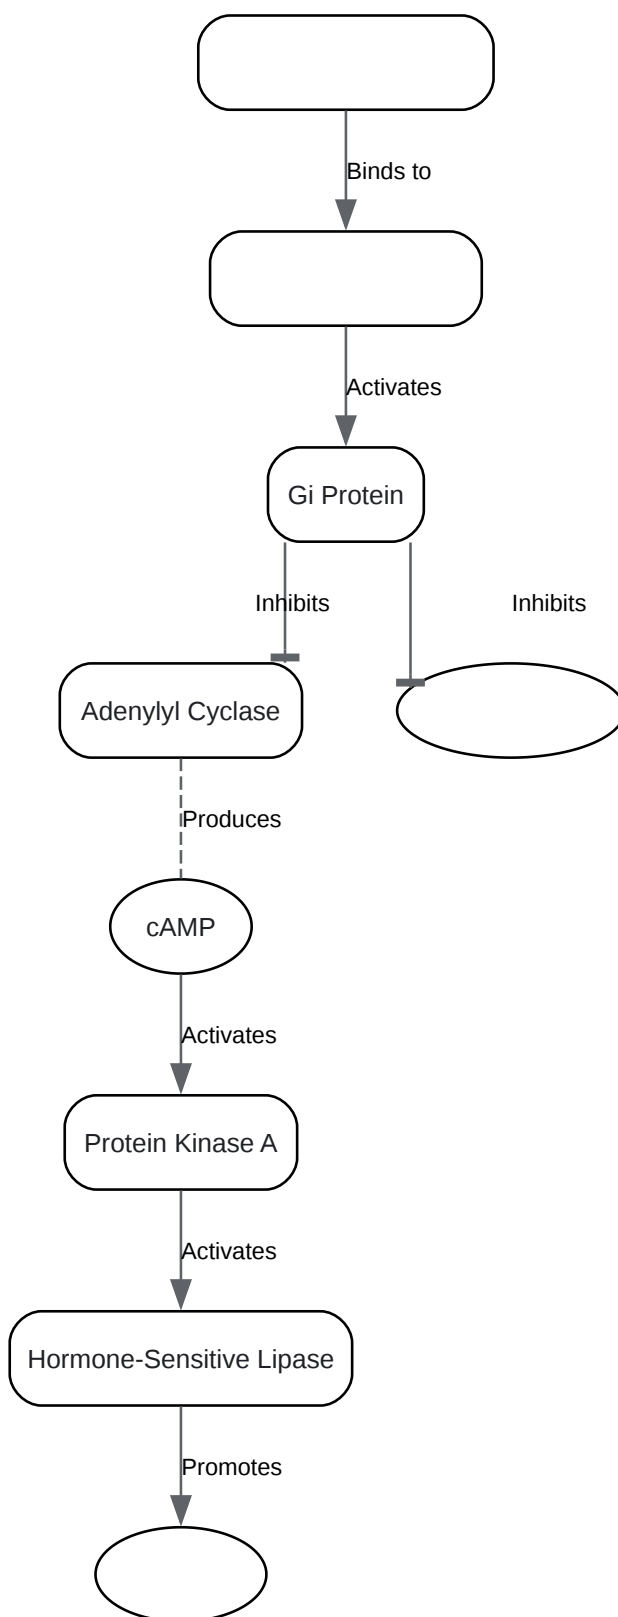 Binds to
Activates
Gi Protein
Inhibits
Inhibits
Adenylyl Cyclase
Produces
cAMP
Activates
Protein Kinase A
Activates
Hormone-Sensitive Lipase
Promotes